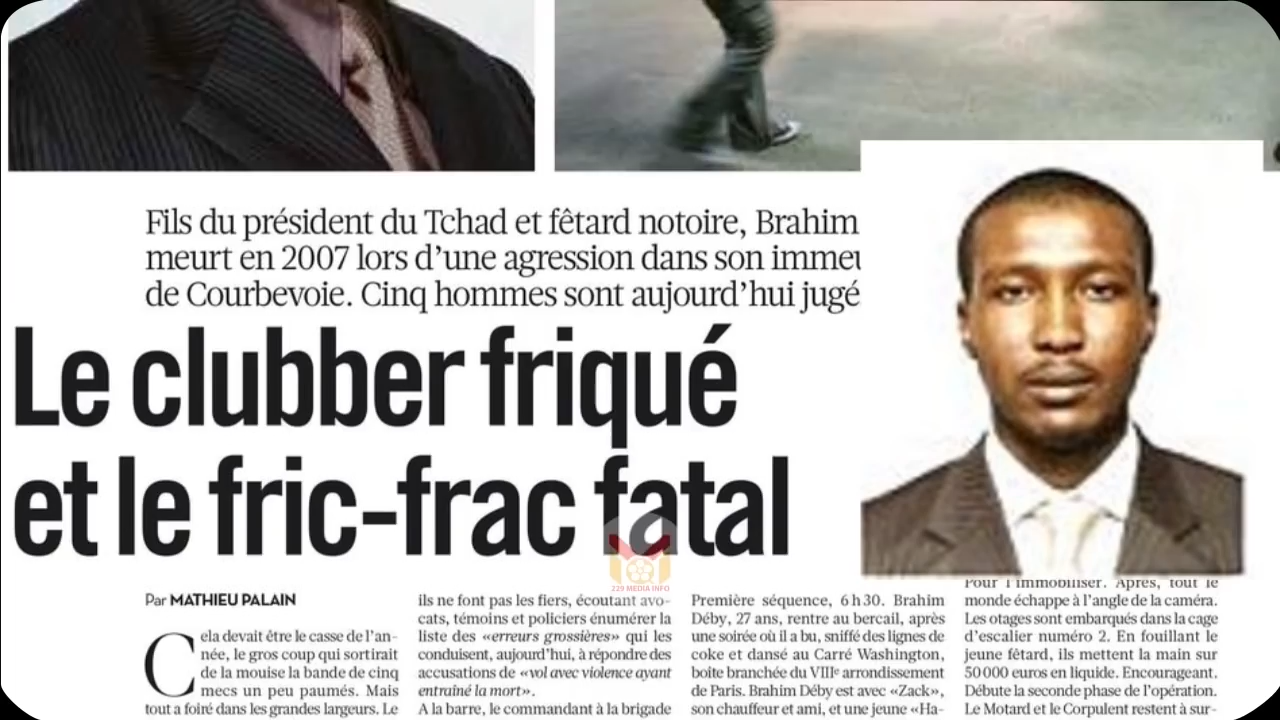 Fils du président du Tchad et fêtard notoire, Brahim
meurt en 2007 lors d’une agression dans son immeu
de Courbevoie. Cinq hommes sont aujourd’hui jugé
Le clubber friqué
et le fric-frac fatal
229 MEDIA INFO
Par MATHIEU PALAIN
Cela devait être le casse de l’an-
née, le gros coup qui sortirait
de la mouise la bande de cinq
mecs un peu paumés. Mais
tout a foiré dans les grandes largeurs. Le
ils ne font pas les fiers, écoutant avo-
cats, témoins et policiers énumérer la
liste des «erreurs grossières» qui les
conduisent, aujourd’hui, à répondre des
accusations de «vol avec violence ayant
entraîné la mort».
A la barre, le commandant à la brigade
Première séquence, 6 h 30. Brahim
Déby, 27 ans, rentre au bercail, après
une soirée où il a bu, sniffé des lignes de
coke et dansé au Carré Washington,
boîte branchée du VIIIe arrondissement
de Paris. Brahim Déby est avec «Zack»,
son chauffeur et ami, et une jeune «Ha-
Pour l’immobiliser. Après, tout le
monde échappe à l’angle de la caméra.
Les otages sont embarqués dans la cage
d’escalier numéro 2. En fouillant le
jeune fêtard, ils mettent la main sur
50 000 euros en liquide. Encourageant.
Débute la seconde phase de l’opération.
Le Motard et le Corpulent restent à sur-